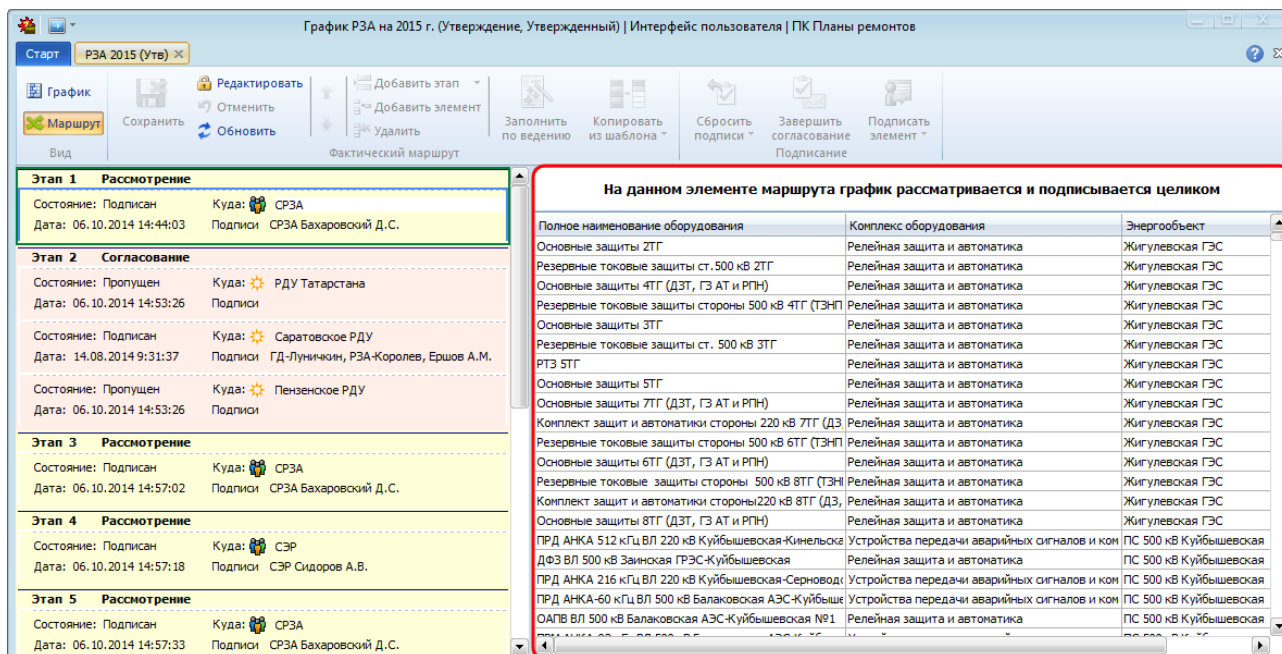 График РЗА на 2015 г. (Утверждение, Утвержденный) | Интерфейс пользователя | ПК Планы ремонтов
Старт РЗА 2015 (Утв)
График
Маршрут
Вид
Сохранить
Редактировать
Отменить
Обновить
Добавить этап
Добавить элемент
Удалить
Фактический маршрут
Заполнить по ведению
Копировать из шаблона
Сбросить подписи
Завершить согласование
Подписать элемент
Подписание
Этап 1 Рассмотрение
Состояние: Подписан Куда: СРЗА
Дата: 06.10.2014 14:44:03 Подписи СРЗА Бахаровский Д.С.
Этап 2 Согласование
Состояние: Пропущен Куда: РДУ Татарстана
Дата: 06.10.2014 14:53:26 Подписи
Состояние: Подписан Куда: Саратовское РДУ
Дата: 14.08.2014 9:31:37 Подписи ГД-Луничкин, РЗА-Королев, Ершов А.М.
Состояние: Пропущен Куда: Пензенское РДУ
Дата: 06.10.2014 14:53:26 Подписи
Этап 3 Рассмотрение
Состояние: Подписан Куда: СРЗА
Дата: 06.10.2014 14:57:02 Подписи СРЗА Бахаровский Д.С.
Этап 4 Рассмотрение
Состояние: Подписан Куда: СЭР
Дата: 06.10.2014 14:57:18 Подписи СЭР Сидоров А.В.
Этап 5 Рассмотрение
Состояние: Подписан Куда: СРЗА
Дата: 06.10.2014 14:57:33 Подписи СРЗА Бахаровский Д.С.
На данном элементе маршрута график рассматривается и подписывается целиком
Полное наименование оборудования Комплекс оборудования Энергообъект
Основные защиты 2ТГ Релейная защита и автоматика Жигулевская ГЭС
Резервные токовые защиты ст.500 кВ 2ТГ Релейная защита и автоматика Жигулевская ГЭС
Основные защиты 4ТГ (ДЗТ, ГЗ АТ и РПН) Релейная защита и автоматика Жигулевская ГЭС
Резервные токовые защиты стороны 500 кВ 4ТГ (ТЗНП Релейная защита и автоматика Жигулевская ГЭС
Основные защиты 3ТГ Релейная защита и автоматика Жигулевская ГЭС
Резервные токовые защиты ст. 500 кВ 3ТГ Релейная защита и автоматика Жигулевская ГЭС
РТЗ 5ТГ Релейная защита и автоматика Жигулевская ГЭС
Основные защиты 5ТГ Релейная защита и автоматика Жигулевская ГЭС
Основные защиты 7ТГ (ДЗТ, ГЗ АТ и РПН) Релейная защита и автоматика Жигулевская ГЭС
Комплект защит и автоматики стороны 220 кВ 7ТГ (ДЗ, Релейная защита и автоматика Жигулевская ГЭС
Резервные токовые защиты стороны 500 кВ 6ТГ (ТЗНП Релейная защита и автоматика Жигулевская ГЭС
Основные защиты 6ТГ (ДЗТ, ГЗ АТ и РПН) Релейная защита и автоматика Жигулевская ГЭС
Резервные токовые защиты стороны 500 кВ 8ТГ (ТЗНІ Релейная защита и автоматика Жигулевская ГЭС
Комплект защит и автоматики стороны220 кВ 8ТГ (ДЗ, Релейная защита и автоматика Жигулевская ГЭС
Основные защиты 8ТГ (ДЗТ, ГЗ АТ и РПН) Релейная защита и автоматика Жигулевская ГЭС
ПРД АНКА 512 кГц ВЛ 220 кВ Куйбышевская-Кинельска Устройства передачи аварийных сигналов и ком ПС 500 кВ Куйбышевская
ДФЗ ВЛ 500 кВ Заинская ГРЭС-Куйбышевская Релейная защита и автоматика ПС 500 кВ Куйбышевская
ПРД АНКА 216 кГц ВЛ 220 кВ Куйбышевская-Серноводс Устройства передачи аварийных сигналов и ком ПС 500 кВ Куйбышевская
ПРД АНКА-60 кГц ВЛ 500 кВ Балаковская АЭС-Куйбыше Устройства передачи аварийных сигналов и ком ПС 500 кВ Куйбышевская
ОАПВ ВЛ 500 кВ Балаковская АЭС-Куйбышевская №1 Релейная защита и автоматика ПС 500 кВ Куйбышевская